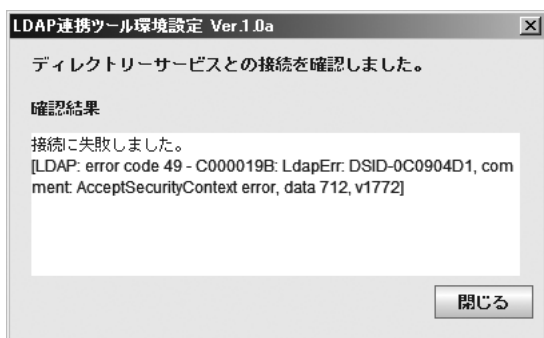 LDAP連携ツール環境設定 Ver.1.0a
ディレクトリーサービスとの接続を確認しました。
確認結果
接続に失敗しました。
[LDAP: error code 49 - C000019B: LdapErr: DSID-0C0904D1, com
ment: AcceptSecurityContext error, data 712, v1772]
閉じる